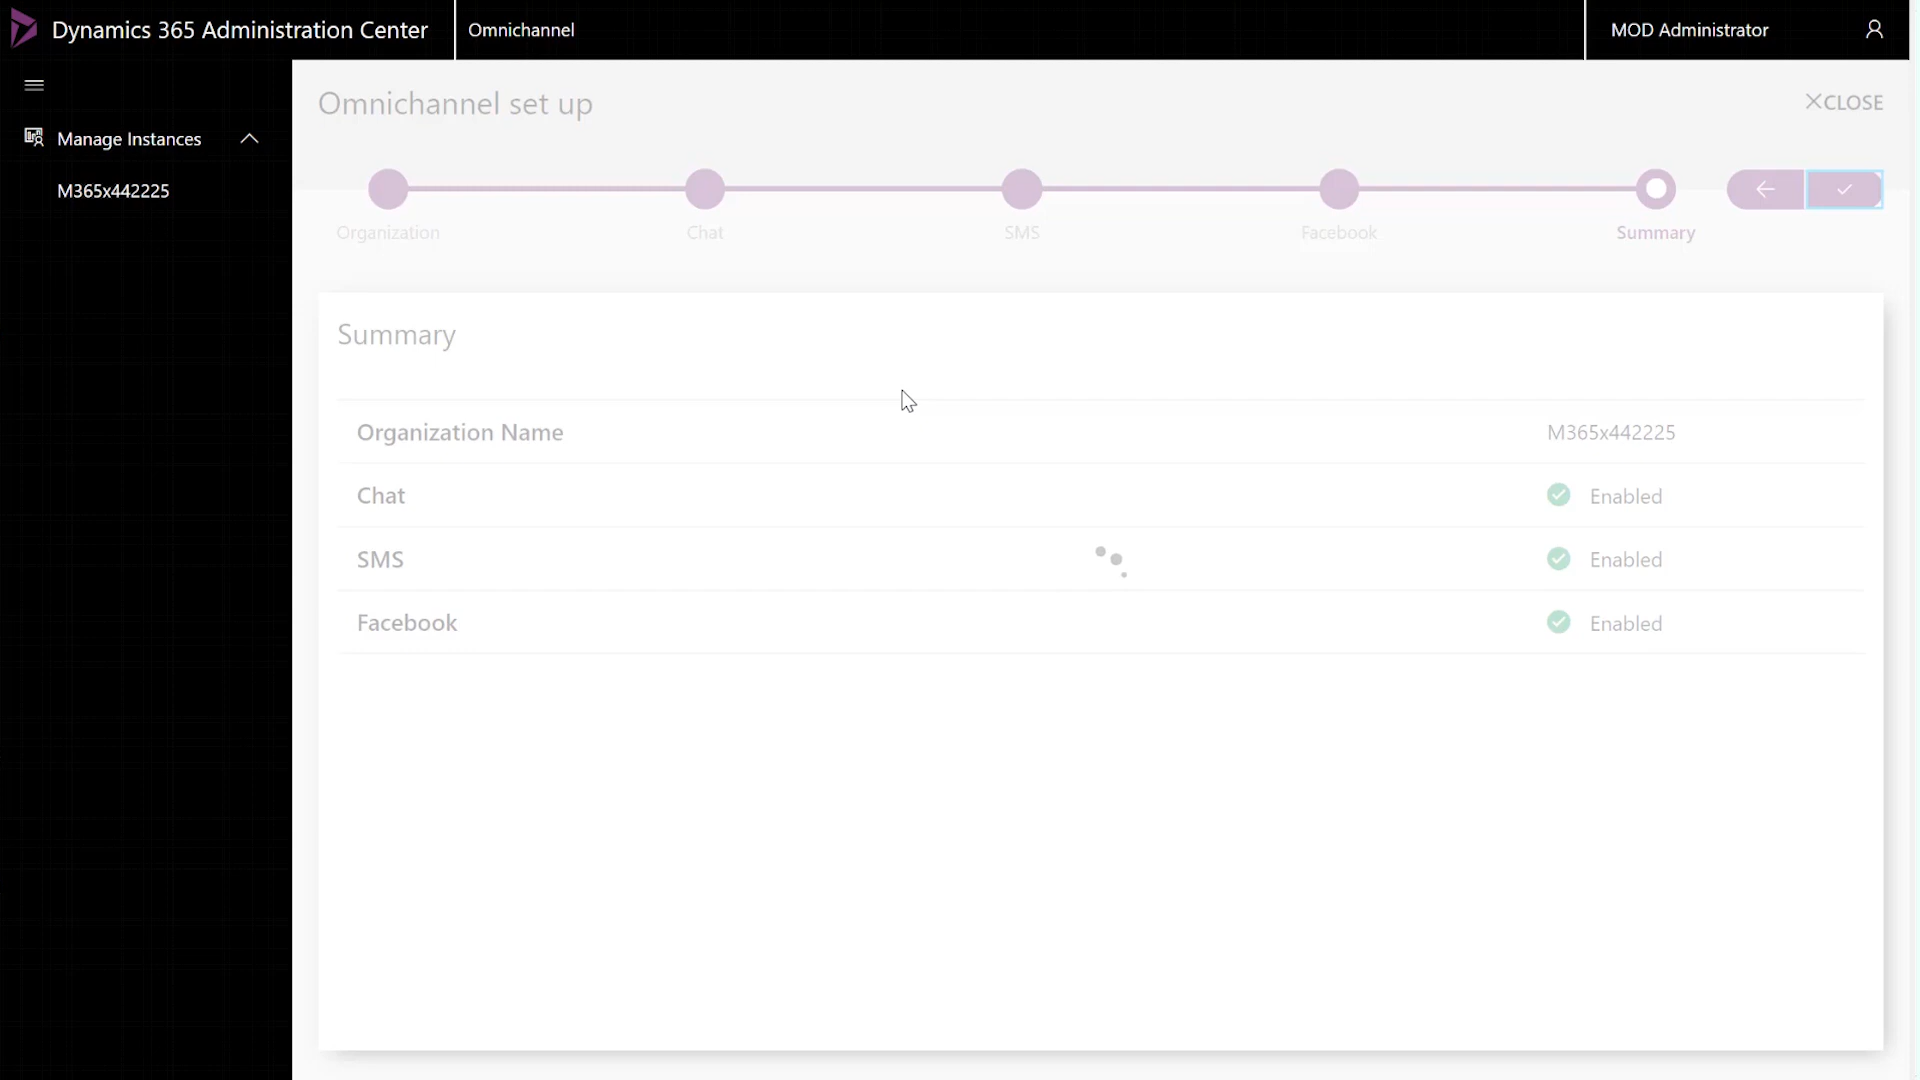 Dynamics 365 Administration Center
Omnichannel
MOD Administrator
Manage Instances
M365x442225
Omnichannel set up
CLOSE
Organization
Chat
SMS
Facebook
Summary
Summary
Organization Name
M365x442225
Chat
Enabled
SMS
Enabled
Facebook
Enabled